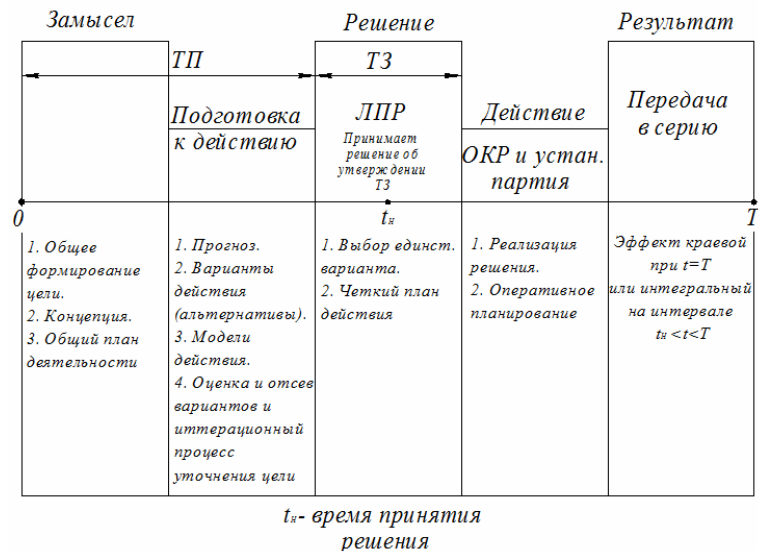 Замысел
Решение
Результат
ТП
ТЗ
Подготовка
к действию
ЛПР
Принимает
решение об
утверждении
ТЗ
Действие
ОКР и устан.
партия
Передача
в серию
0
tн
T
1. Общее
формирование
цели.
2. Концепция.
3. Общий план
деятельности
1. Прогноз.
2. Варианты
действия
(альтернативы).
3. Модели
действия.
4. Оценка и отсев
вариантов и
иттерационный
процесс
уточнения цели
1. Выбор единст.
варианта.
2. Четкий план
действия
1. Реализация
решения.
2. Оперативное
планирование
Эффект краевой
при t=T
или интегральный
на интервале
tн<t<T
tн- время принятия
решения